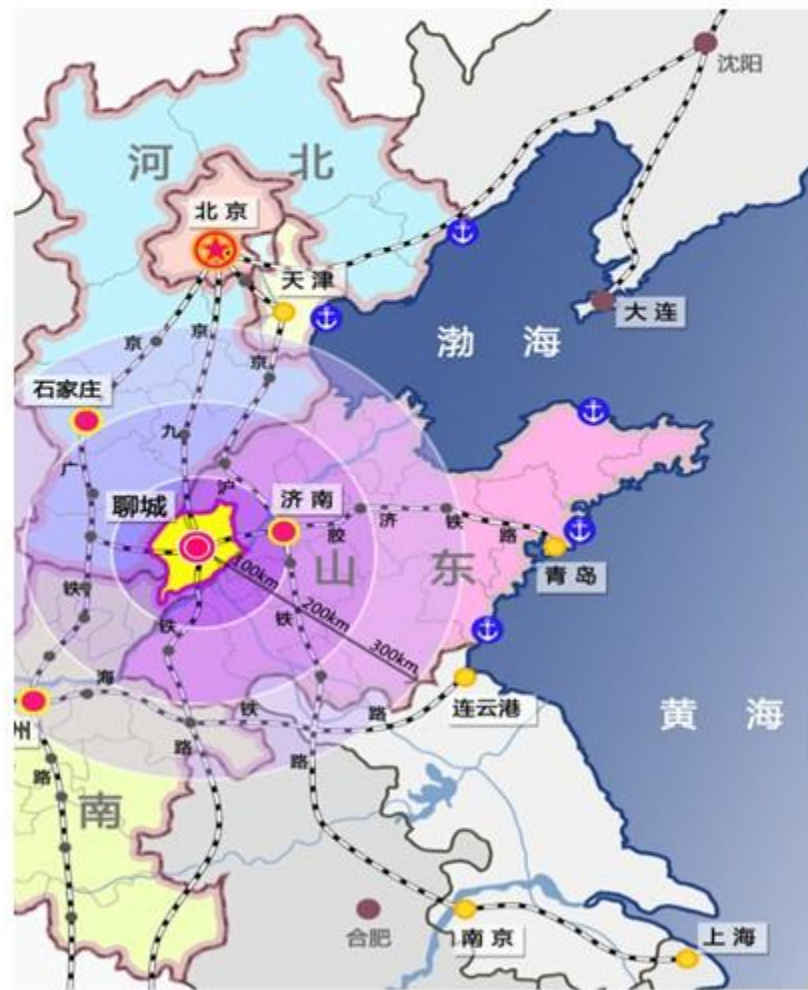 沈阳
河 北
北京
天津
大连
渤 海
京
京
京
石家庄
九
广
沪
聊城
济南
胶
济
铁
路
青岛
山 东
100km
200km
300km
铁
铁
铁
海
铁
路
连云港
黄 海
路
路
路
南
合肥
南京
上海